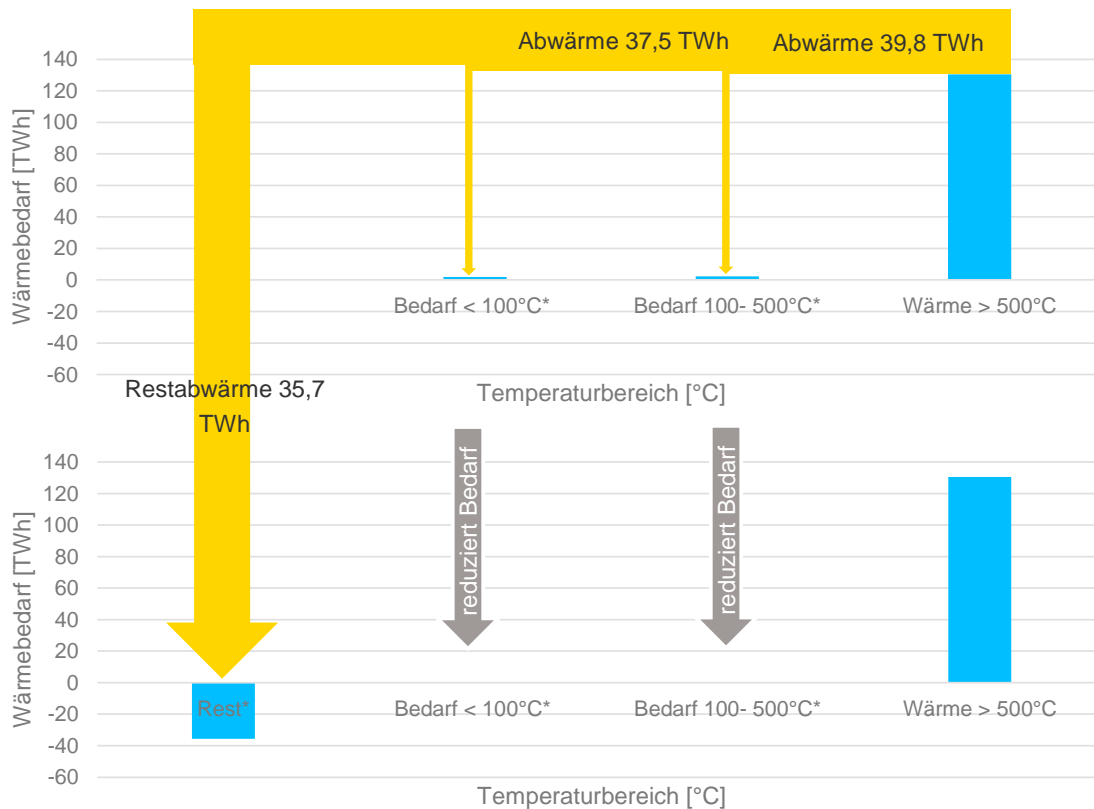 Abwärme 37,5 TWh
Abwärme 39,8 TWh
Wärmebedarf [TWh]
140
120
100
80
60
40
20
0
-20
-40
-60
Bedarf < 100°C*
Bedarf 100- 500°C*
Wärme > 500°C
Temperaturbereich [°C]
Restabwärme 35,7
TWh
reduziert Bedarf
reduziert Bedarf
Wärmebedarf [TWh]
140
120
100
80
60
40
20
0
-20
-40
-60
Rest*
Bedarf < 100°C*
Bedarf 100- 500°C*
Wärme > 500°C
Temperaturbereich [°C]